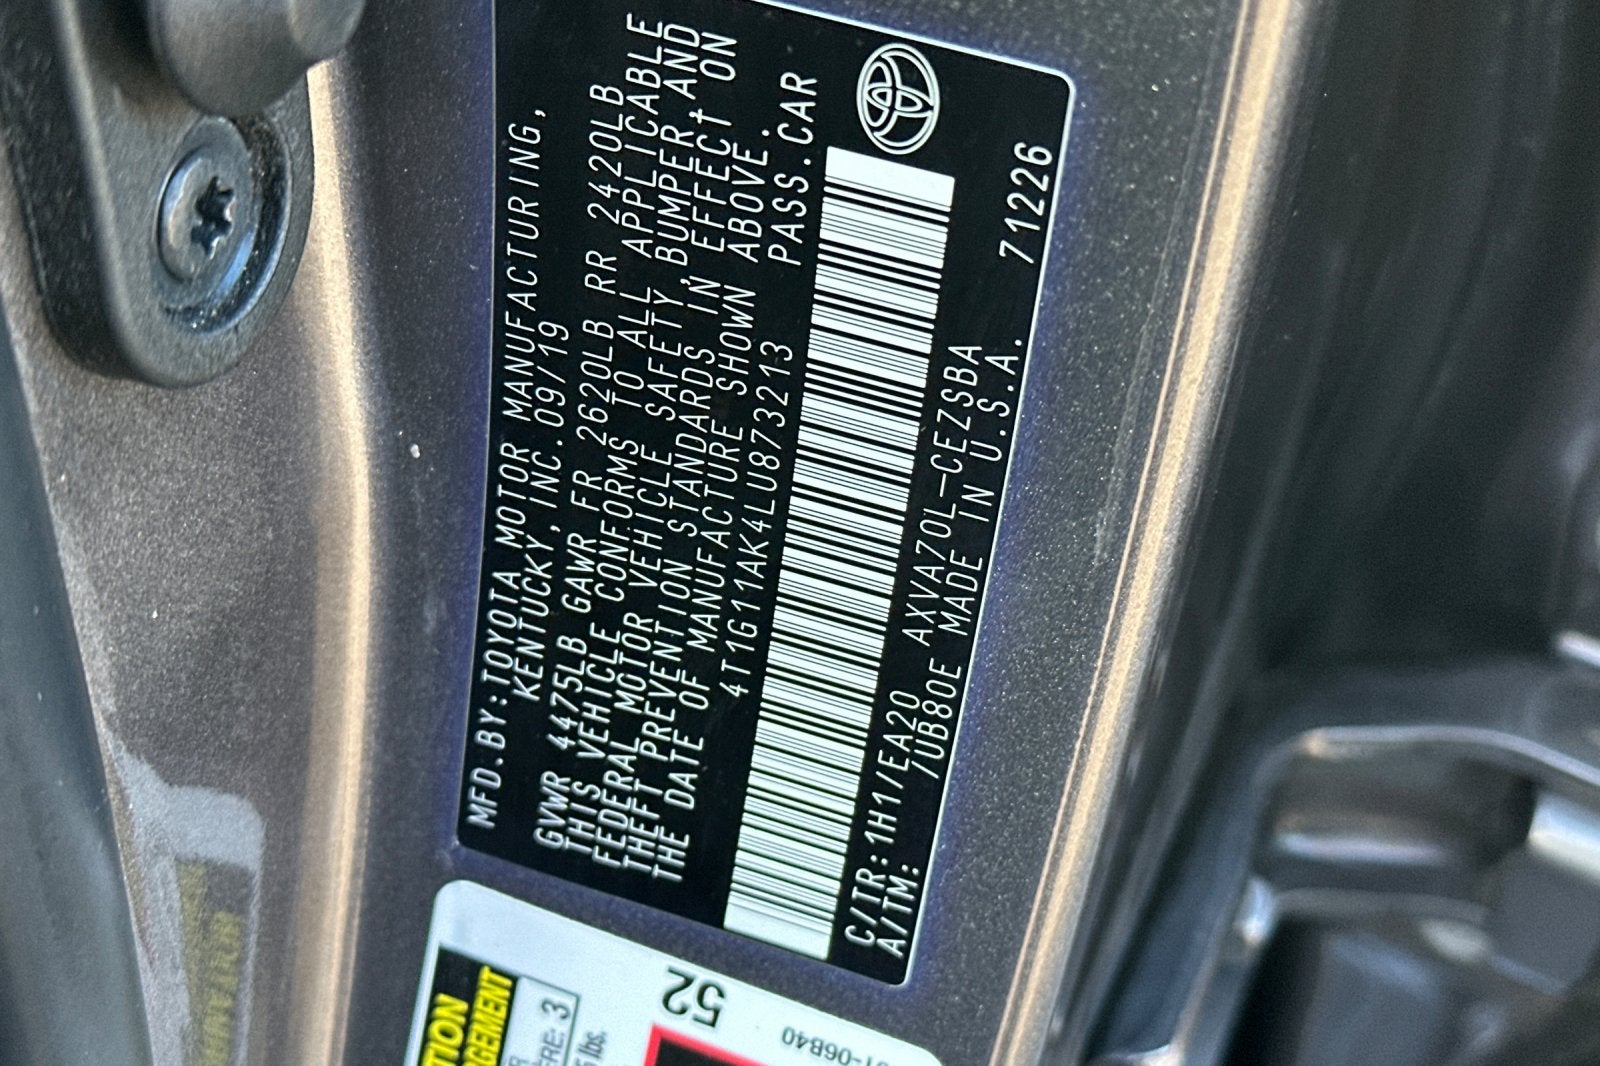 MFD.BY:TOYOTA MOTOR MANUFACTURING,
KENTUCKY,INC.09/19
GVWR 4475LB GAWR FR 2620LB RR 2420LB
THIS VEHICLE CONFORMS TO ALL APPLICABLE
FEDERAL MOTOR VEHICLE SAFETY,BUMPER,AND
THEFT PREVENTION STANDARDS IN EFFECT ON
THE DATE OF MANUFACTURE SHOWN ABOVE.
4T1G11AK4LU873213 PASS.CAR
C/TR:1H1/EA20 AXVA70L-CEZSBA
A/TM: /UB80E MADE IN U.S.A. 71226
52
3
lbs.